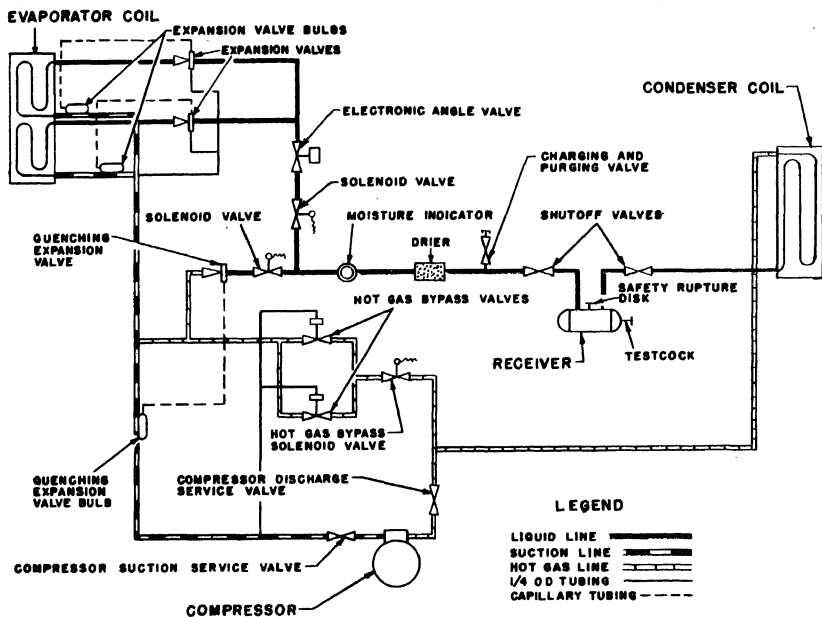 EVAPORATOR COIL
EXPANSION VALVE BULBS
EXPANSION VALVES
CONDENSER COIL
ELECTRONIC ANGLE VALVE
CHARGING AND
PURGING VALVE
SOLENOID VALVE
SOLENOID VALVE
MOISTURE INDICATOR
SHUTOFF VALVES
QUENCHING
EXPANSION
VALVE
DRIER
SAFETY RUPTURE
DISK
HOT GAS BYPASS VALVES
RECEIVER
TESTCOCK
HOT GAS BYPASS
SOLENOID VALVE
QUENCHING
EXPANSION
VALVE BULB
COMPRESSOR DISCHARGE
SERVICE VALVE
COMPRESSOR SUCTION SERVICE VALVE
COMPRESSOR
LEGEND
LIQUID LINE
SUCTION LINE
HOT GAS LINE
1/4 OD TUBING
CAPILLARY TUBING